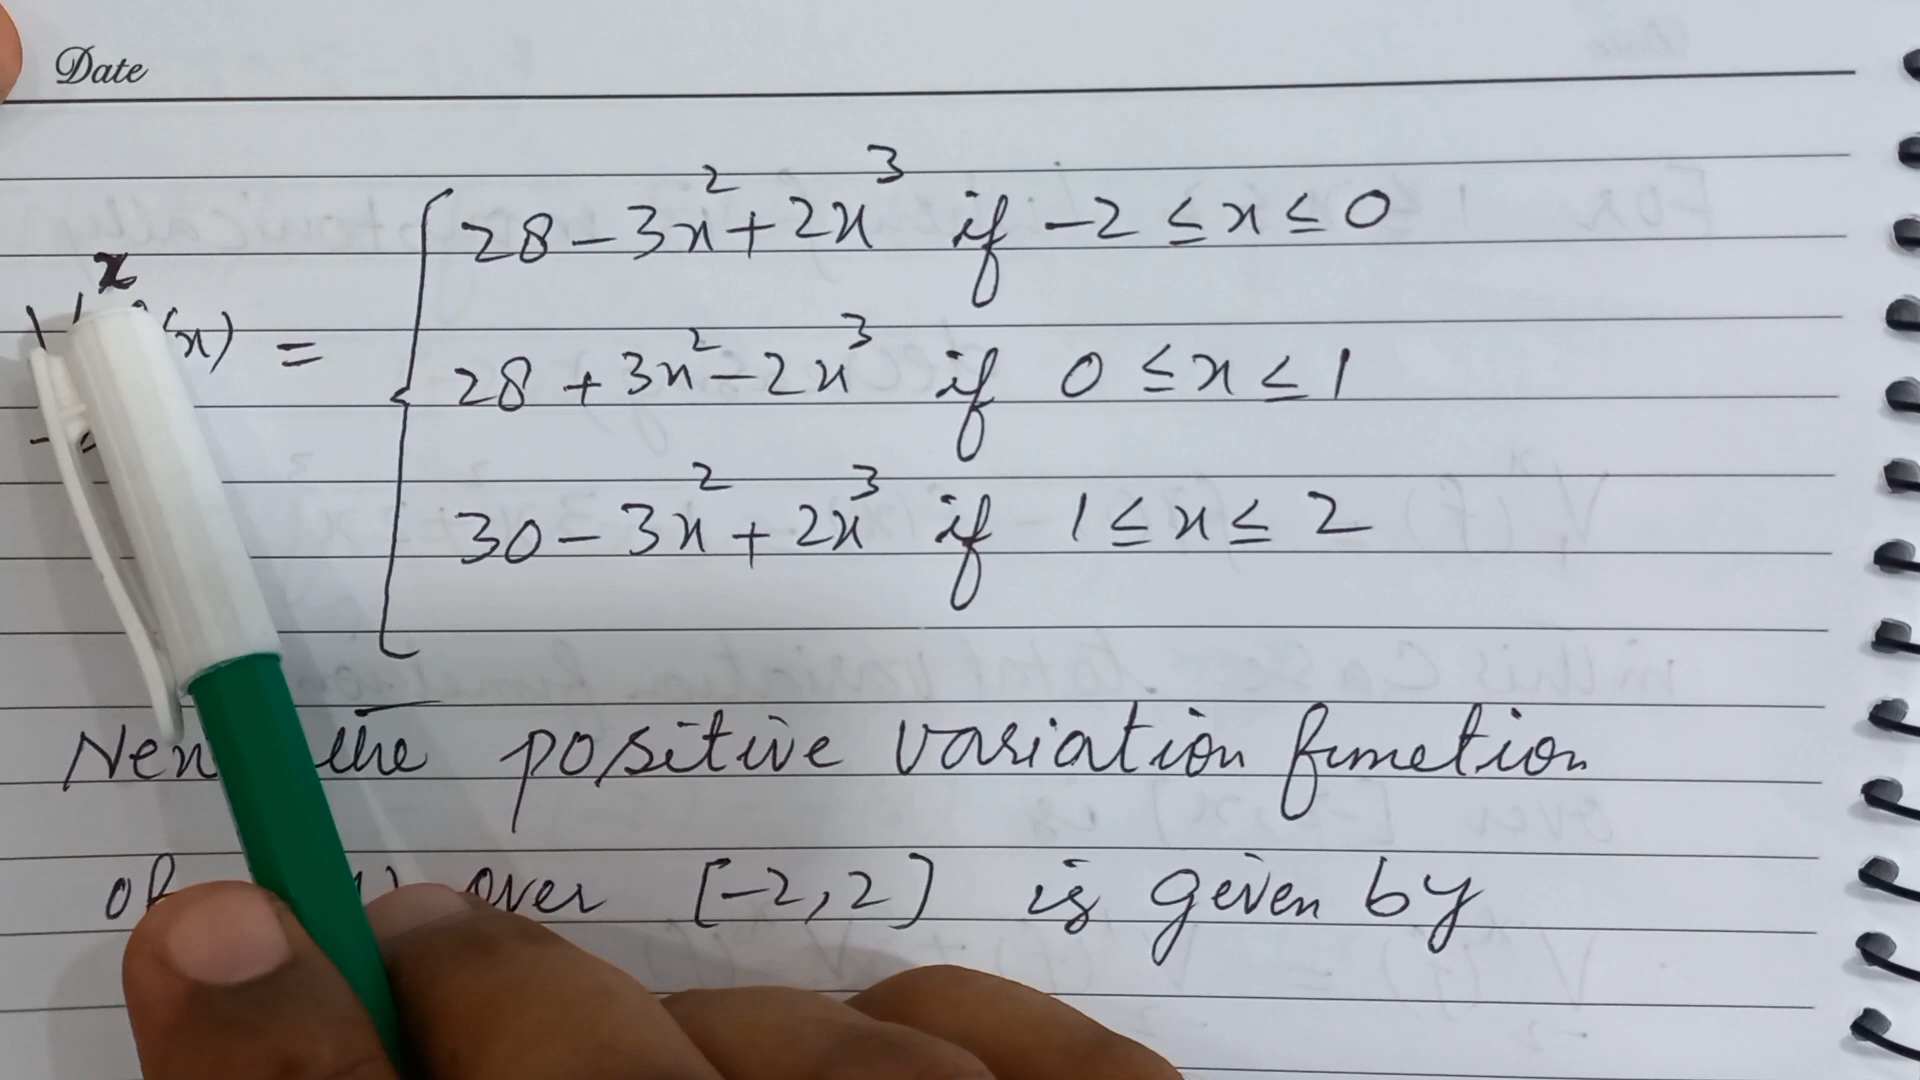 Date
28 - 3x² + 2x³ if -2 ≤ x ≤ 0
x
(x) =
28 + 3x² - 2x³ if 0 ≤ x ≤ 1
30 - 3x² + 2x³ if 1 ≤ x ≤ 2
the positive variation function
of over [-2, 2] is given by